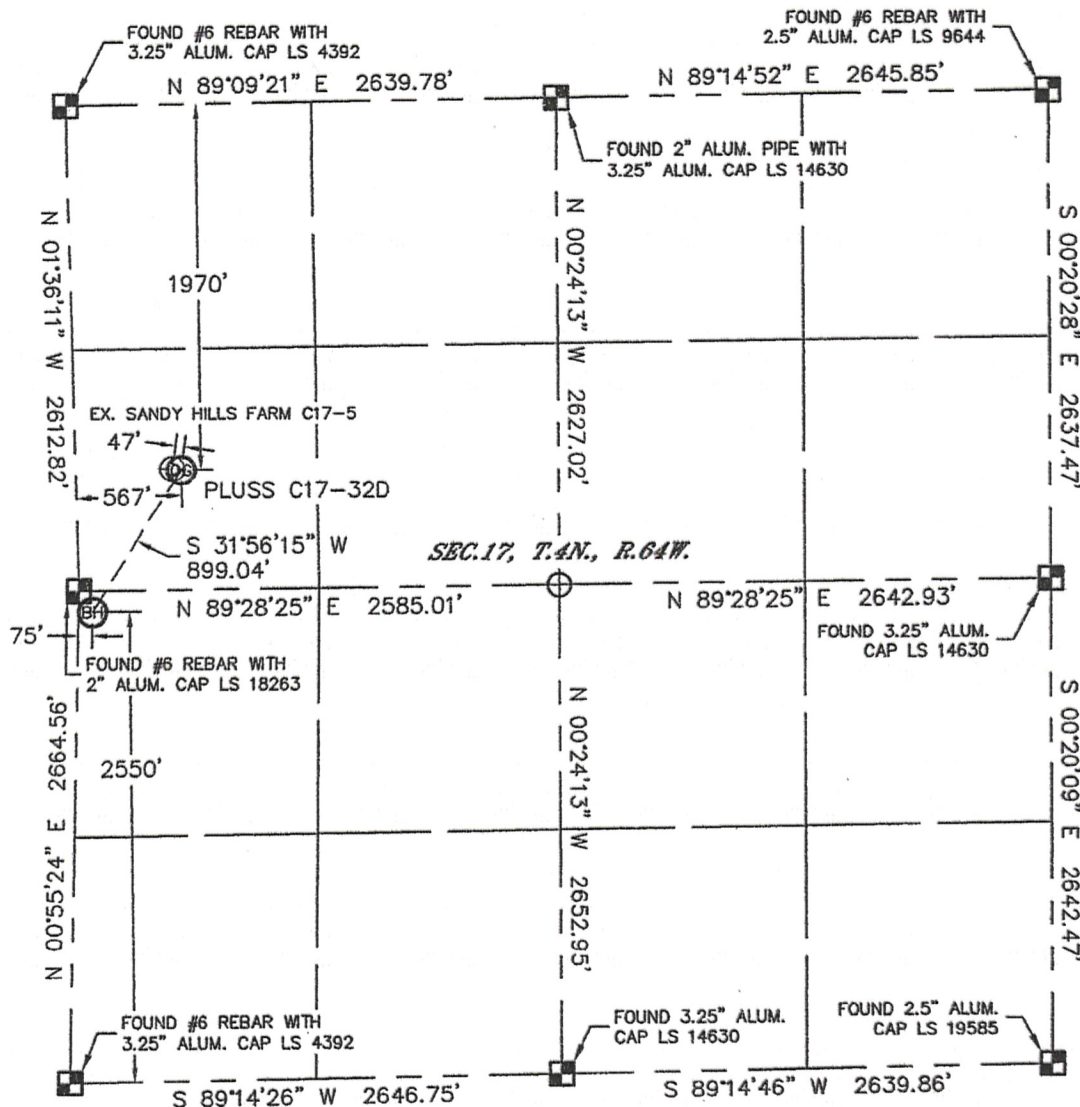 FOUND #6 REBAR WITH
3.25" ALUM. CAP LS 4392
FOUND #6 REBAR WITH
2.5" ALUM. CAP LS 9644
N 89°09'21" E 2639.78'
N 89°14'52" E 2645.85'
FOUND 2" ALUM. PIPE WITH
3.25" ALUM. CAP LS 14630
N 01°36'11" W 2612.82'
1970'
N 00°24'13" W 2627.02'
S 00°20'28" E 2637.47'
EX. SANDY HILLS FARM C17-5
47'
567'
PLUSS C17-32D
S 31°56'15" W
899.04'
SEC.17, T.4N., R.64W.
BH
N 89°28'25" E 2585.01'
N 89°28'25" E 2642.93'
75'
FOUND #6 REBAR WITH
2" ALUM. CAP LS 18263
FOUND 3.25" ALUM.
CAP LS 14630
N 00°55'24" E 2664.56'
2550'
N 00°24'13" W 2652.95'
S 00°20'09" E 2642.47'
FOUND #6 REBAR WITH
3.25" ALUM. CAP LS 4392
FOUND 3.25" ALUM.
CAP LS 14630
FOUND 2.5" ALUM.
CAP LS 19585
S 89°14'26" W 2646.75'
S 89°14'46" W 2639.86'